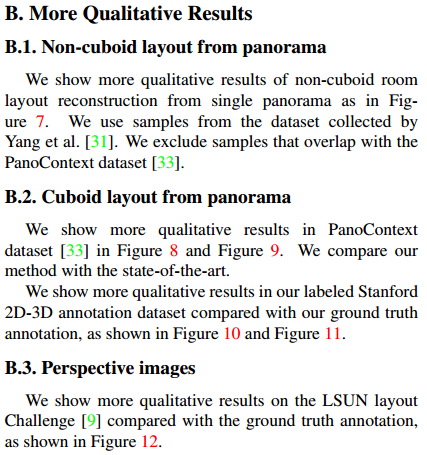 B. More Qualitative Results
B.1. Non-cuboid layout from panorama
We show more qualitative results of non-cuboid room
layout reconstruction from single panorama as in Fig-
ure 7. We use samples from the dataset collected by
Yang et al. [31]. We exclude samples that overlap with the
PanoContext dataset [33].
B.2. Cuboid layout from panorama
We show more qualitative results in PanoContext
dataset [33] in Figure 8 and Figure 9. We compare our
method with the state-of-the-art.
We show more qualitative results in our labeled Stanford
2D-3D annotation dataset compared with our ground truth
annotation, as shown in Figure 10 and Figure 11.
B.3. Perspective images
We show more qualitative results on the LSUN layout
Challenge [9] compared with the ground truth annotation,
as shown in Figure 12.